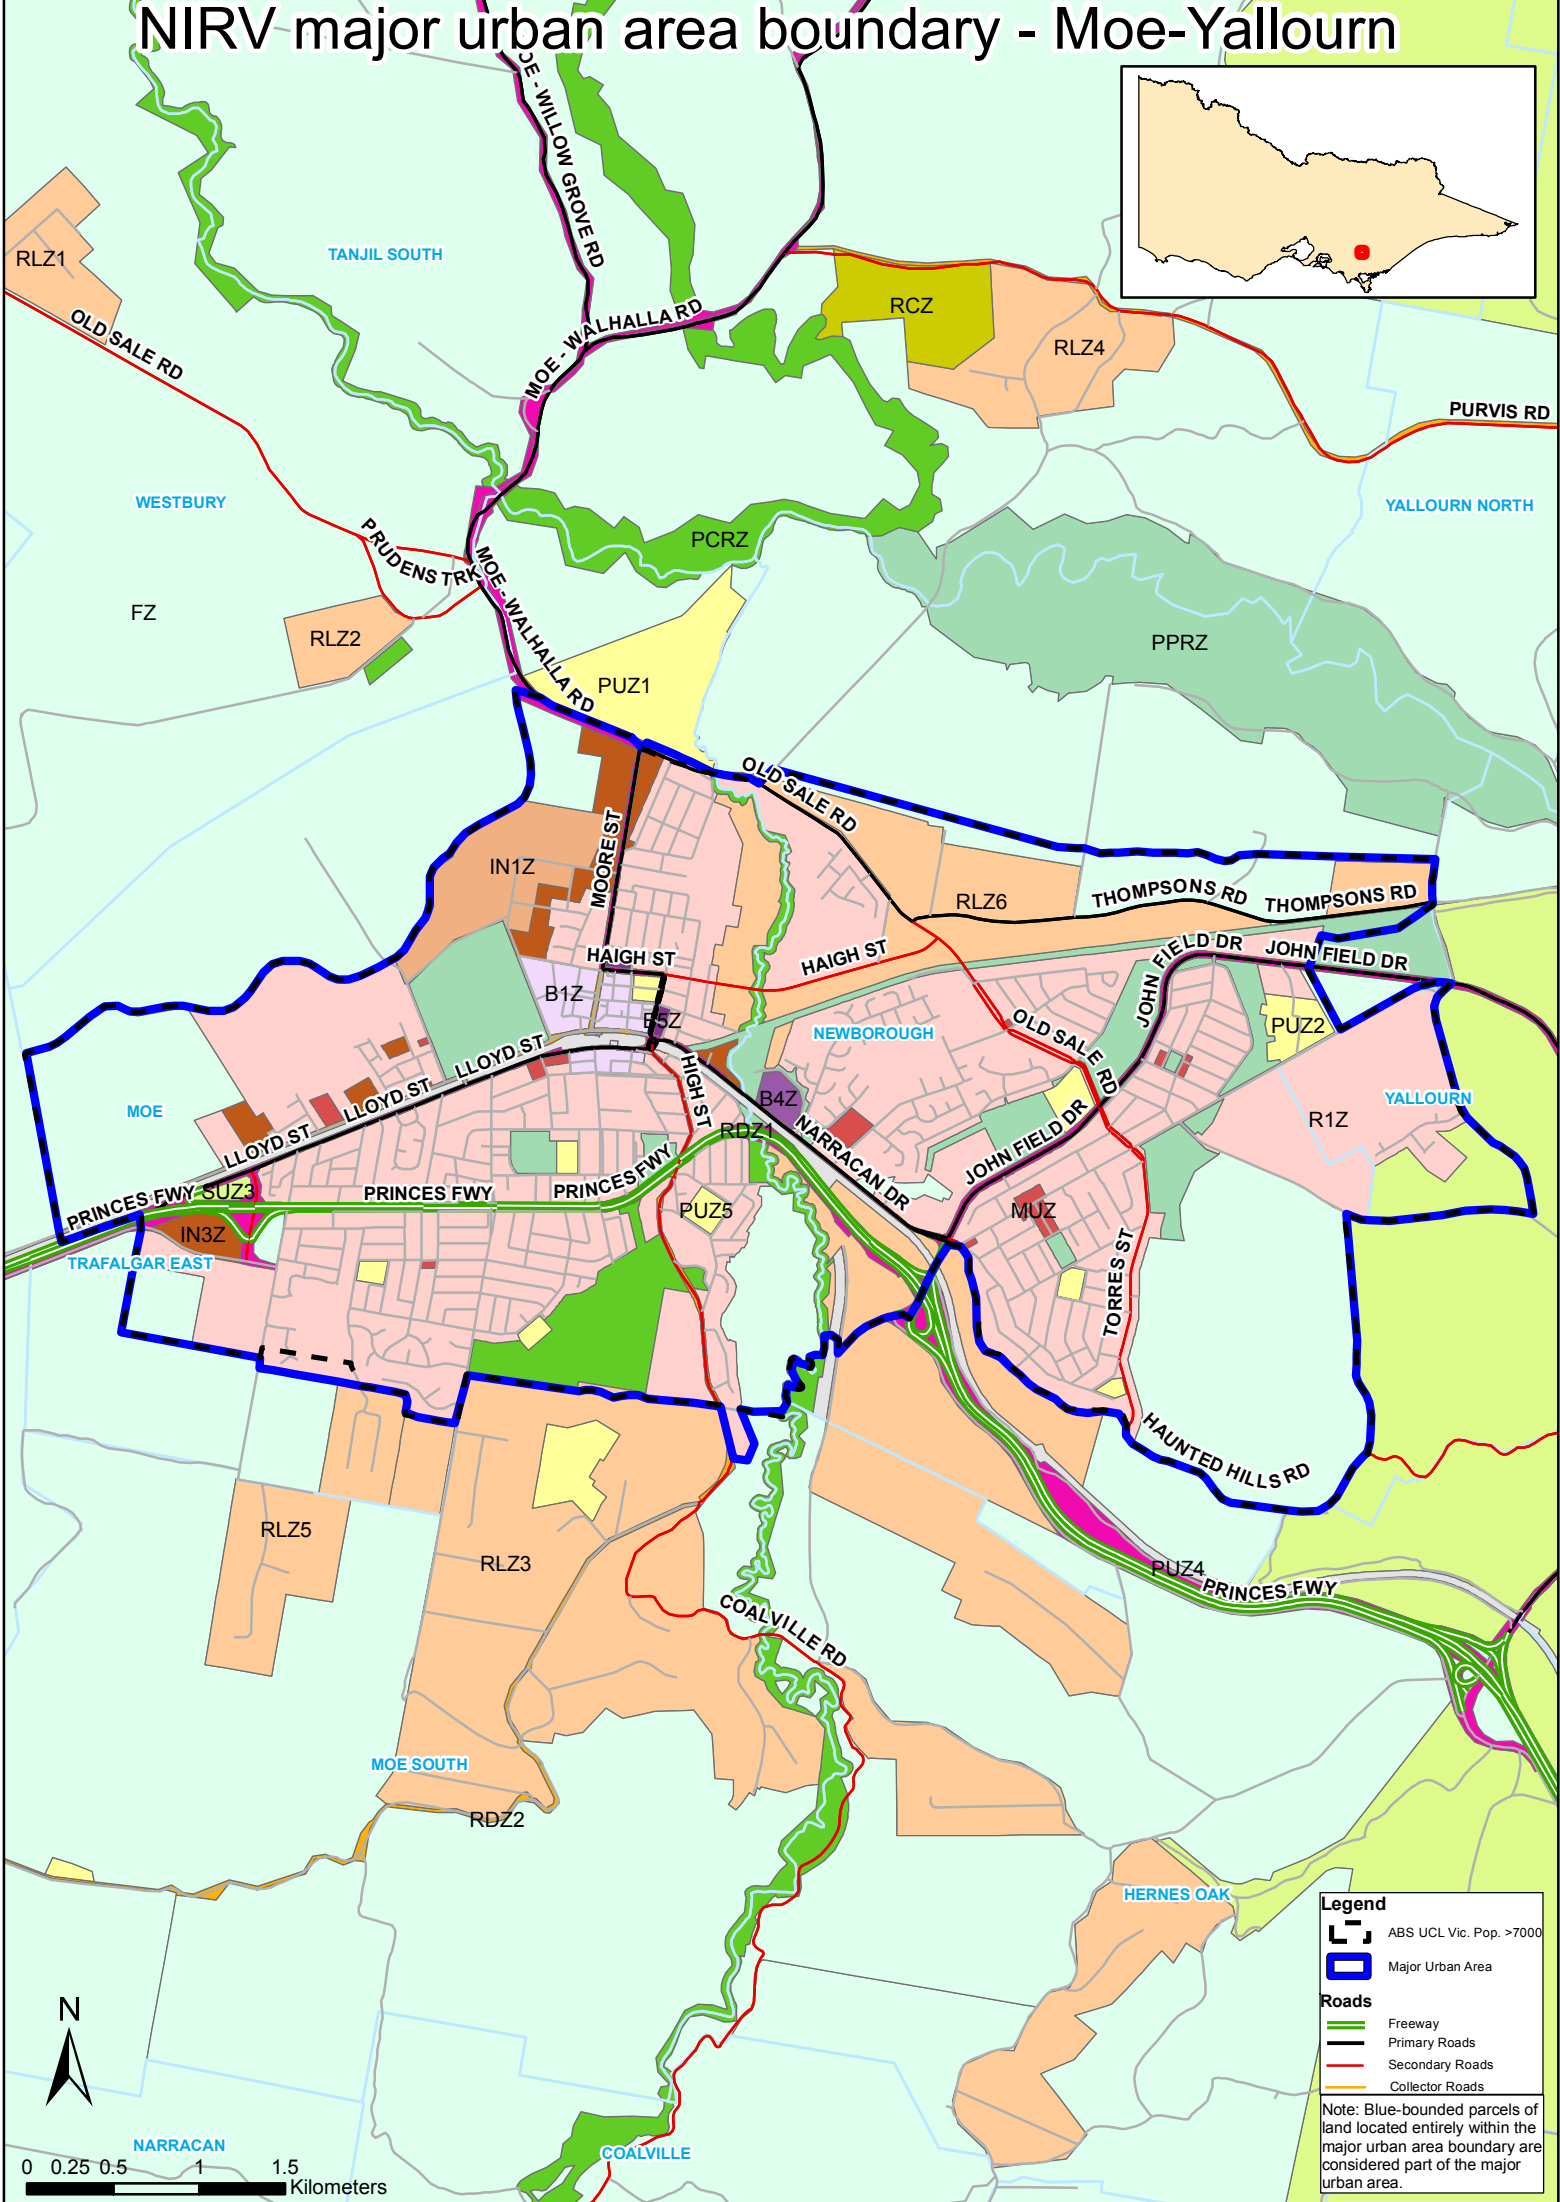 NIRV major urban area boundary - Moe-Yallourn
MOE - WILLOW GROVE RD
RLZ1
TANJIL SOUTH
OLD SALE RD
MOE - WALHALLA RD
RCZ
RLZ4
PURVIS RD
WESTBURY
YALLOURN NORTH
PRUDENS TRK
MOE - WALHALLA RD
PCRZ
FZ
RLZ2
PPRZ
PUZ1
OLD SALE RD
MOORE ST
IN1Z
RLZ6
THOMPSONS RD
THOMPSONS RD
HAIGH ST
HAIGH ST
JOHN FIELD DR
JOHN FIELD DR
B1Z
B5Z
NEWBOROUGH
OLD SALE RD
PUZ2
LLOYD ST
HIGH ST
MOE
LLOYD ST
B4Z
YALLOURN
R1Z
LLOYD ST
RDZ1
NARRACAN DR
JOHN FIELD DR
PRINCES FWY
SUZ3
PRINCES FWY
PRINCES FWY
PUZ5
MUZ
IN3Z
TRAFALGAR EAST
TORRES ST
HAUNTED HILLS RD
RLZ5
RLZ3
PUZ4
PRINCES FWY
COALVILLE RD
MOE SOUTH
RDZ2
HERNES OAK
Legend
ABS UCL Vic. Pop. >7000
Major Urban Area
Roads
Freeway
Primary Roads
Secondary Roads
Collector Roads
Note: Blue-bounded parcels of
land located entirely within the
major urban area boundary are
considered part of the major
urban area.
N
NARRACAN
COALVILLE
0 0.25 0.5 1 1.5
Kilometers